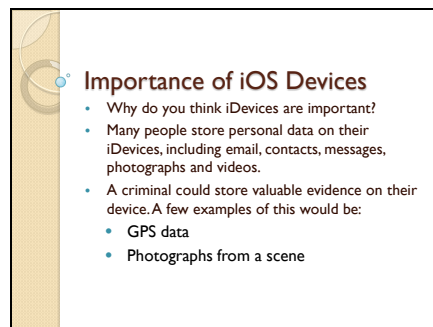 Importance of iOS Devices
• Why do you think iDevices are important?
• Many people store personal data on their
iDevices, including email, contacts, messages,
photographs and videos.
• A criminal could store valuable evidence on their
device. A few examples of this would be:
• GPS data
• Photographs from a scene